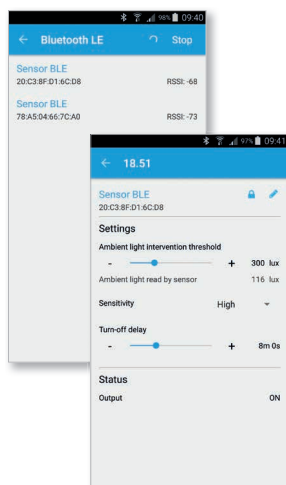 98% 09:40
← Bluetooth LE Stop
Sensor BLE
20:C3:8F:D1:6C:D8 RSSI: -68
Sensor BLE
78:A5:04:66:7C:A0 RSSI: -73
97% 09:41
← 18.51
Sensor BLE
20:C3:8F:D1:6C:D8
Settings
Ambient light intervention threshold
- + 300 lux
Ambient light read by sensor 116 lux
Sensitivity High
Turn-off delay
- + 8m 0s
Status
Output ON